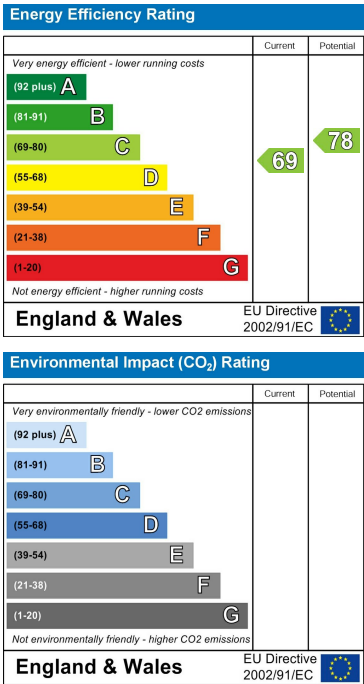 Energy Efficiency Rating
Current Potential
Very energy efficient - lower running costs
(92 plus) A
(81-91) B
(69-80) C
(55-68) D
(39-54) E
(21-38) F
(1-20) G
69
78
Not energy efficient - higher running costs
England & Wales
EU Directive
2002/91/EC
Environmental Impact (CO₂) Rating
Current Potential
Very environmentally friendly - lower CO2 emissions
(92 plus) A
(81-91) B
(69-80) C
(55-68) D
(39-54) E
(21-38) F
(1-20) G
Not environmentally friendly - higher CO2 emissions
England & Wales
EU Directive
2002/91/EC